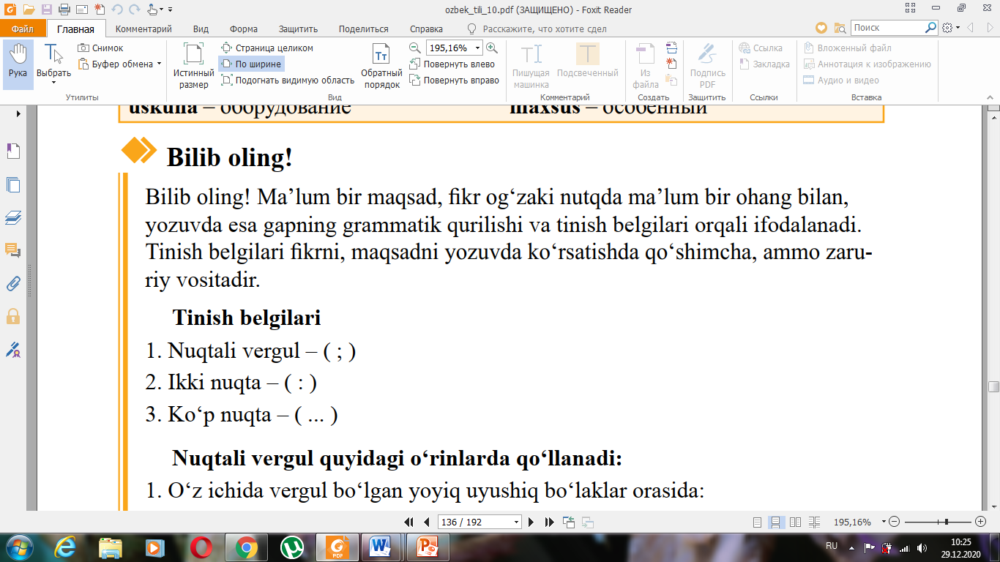 ozbek_tili_10.pdf (ЗАЩИЩЕНО) - Foxit Reader
Файл Главная Комментарий Вид Форма Защитить Поделиться Справка Расскажите, что хотите сдел Поиск
Рука
Выбрать
Снимок
Буфер обмена
Утилиты
Истинный размер
Страница целиком
По ширине
Подогнать видимую область
Обратный порядок
195,16%
Повернуть влево
Повернуть вправо
Вид
Пишущая машинка
Подсвеченный
Комментарий
Из файла
Создать
Подпись PDF
Защитить
Ссылка
Закладка
Ссылки
Вложенный файл
Аннотация к изображению
Аудио и видео
Вставка
uskuna – оборудование maxsus – особенный
Bilib oling!
Bilib oling! Ma’lum bir maqsad, fikr og‘zaki nutqda ma’lum bir ohang bilan,
yozuvda esa gapning grammatik qurilishi va tinish belgilari orqali ifodalanadi.
Tinish belgilari fikrni, maqsadni yozuvda ko‘rsatishda qo‘shimcha, ammo zaru-
riy vositadir.
Tinish belgilari
1. Nuqtali vergul – ( ; )
2. Ikki nuqta – ( : )
3. Ko‘p nuqta – ( ... )
Nuqtali vergul quyidagi o‘rinlarda qo‘llanadi:
1. O‘z ichida vergul bo‘lgan yoyiq uyushiq bo‘laklar orasida:
136 / 192 195,16%
RU 10:25
29.12.2020